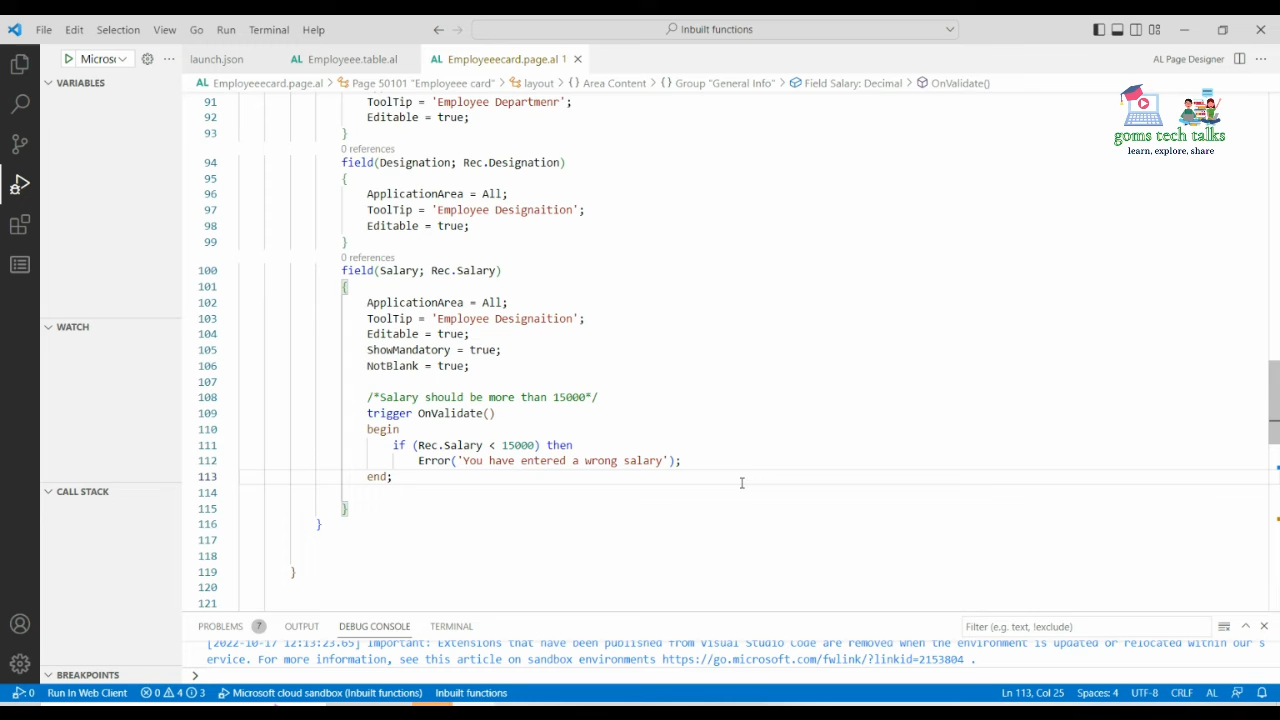 File Edit Selection View Go Run Terminal Help
Inbuilt functions
Microsc
launch.json
AL Employeee.table.al
AL Employeeecard.page.al 1
AL Page Designer
VARIABLES
AL Employeeecard.page.al > Page 50101 "Employeee card" > layout > Area Content > Group "General Info" > Field Salary: Decimal > OnValidate()
goms tech talks
learn, explore, share
91 ToolTip = 'Employee Departmenr';
92 Editable = true;
93 }
0 references
94 field(Designation; Rec.Designation)
95 {
96 ApplicationArea = All;
97 ToolTip = 'Employee Designaition';
98 Editable = true;
99 }
0 references
100 field(Salary; Rec.Salary)
101 {
102 ApplicationArea = All;
103 ToolTip = 'Employee Designaition';
104 Editable = true;
105 ShowMandatory = true;
106 NotBlank = true;
107
108 /*Salary should be more than 15000*/
109 trigger OnValidate()
110 begin
111 if (Rec.Salary < 15000) then
112 Error('You have entered a wrong salary');
113 end;
114
115 }
116 }
117
118
119 }
120
121
WATCH
CALL STACK
BREAKPOINTS
PROBLEMS 7 OUTPUT DEBUG CONSOLE TERMINAL
Filter (e.g. text, !exclude)
[2022-10-17 12:13:23.65] Important: Extensions that have been published from Visual Studio Code are removed when the environment is updated or relocated within our s
ervice. For more information, see this article on sandbox environments https://go.microsoft.com/fwlink/?linkid=2153804 .
0 Run In Web Client 0 4 3 Microsoft cloud sandbox (Inbuilt functions) Inbuilt functions
Ln 113, Col 25 Spaces: 4 UTF-8 CRLF AL